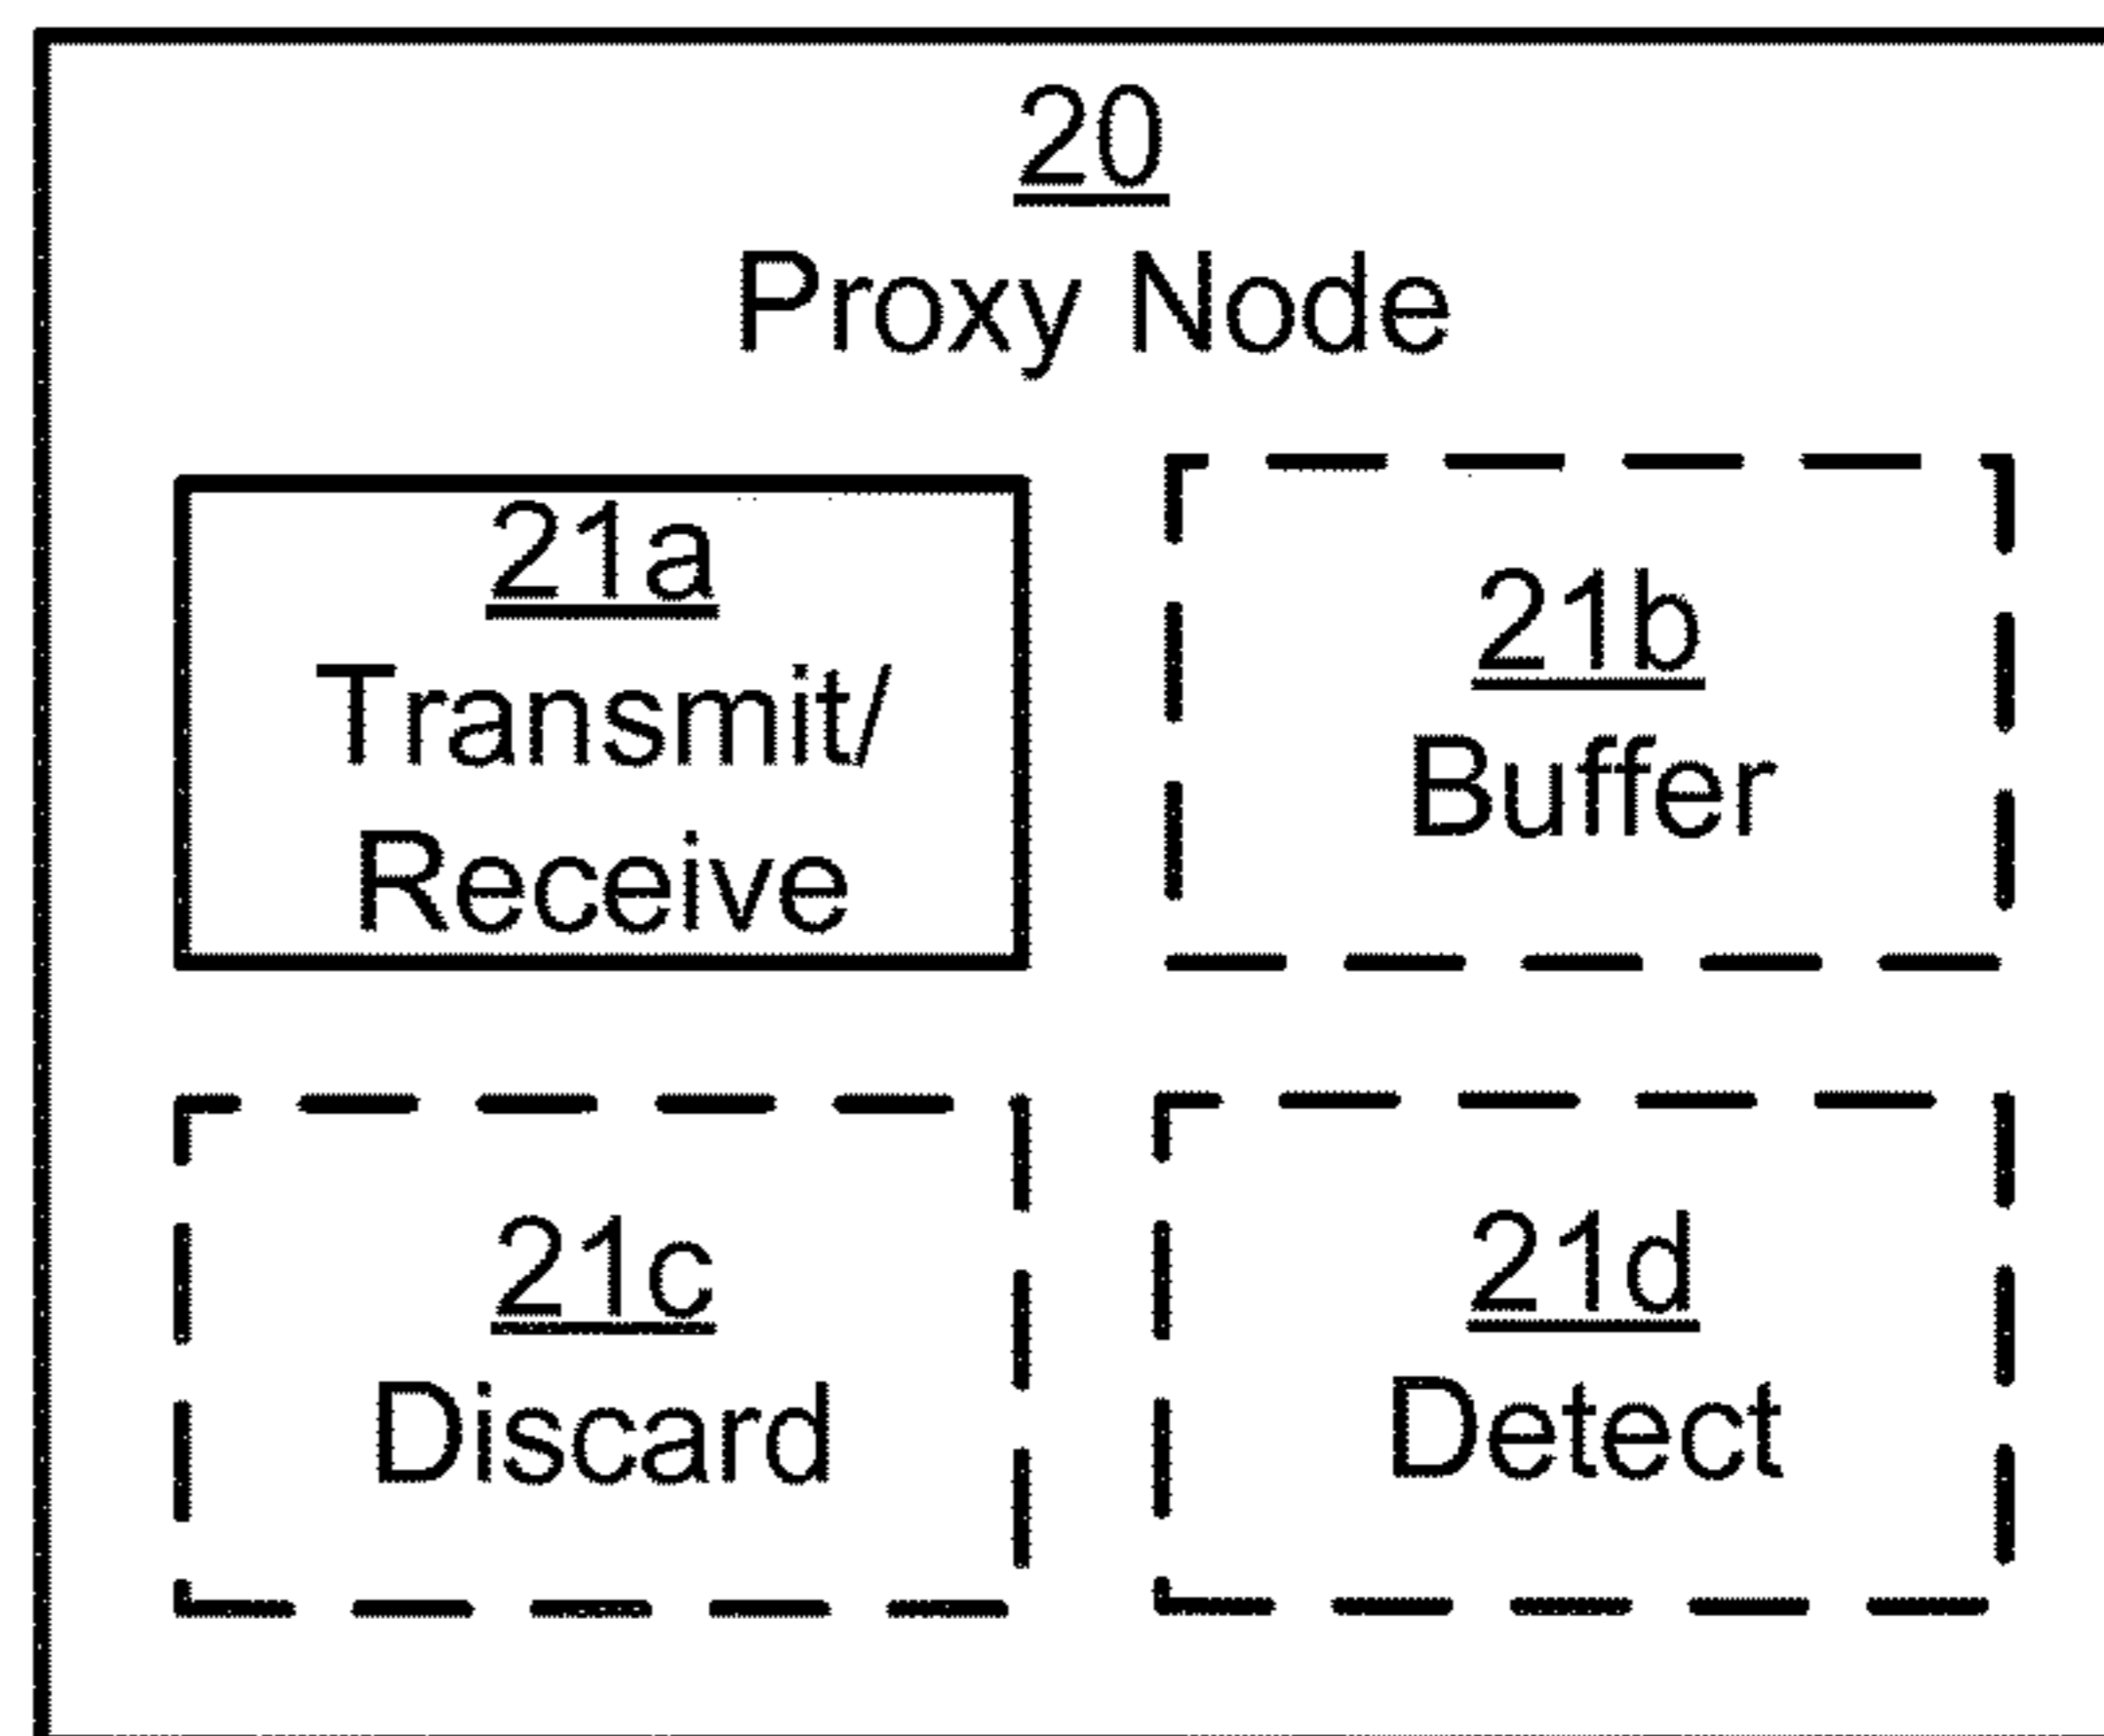 20
Proxy Node
21a
Transmit/
Receive
21b
Buffer
21c
Discard
21d
Detect